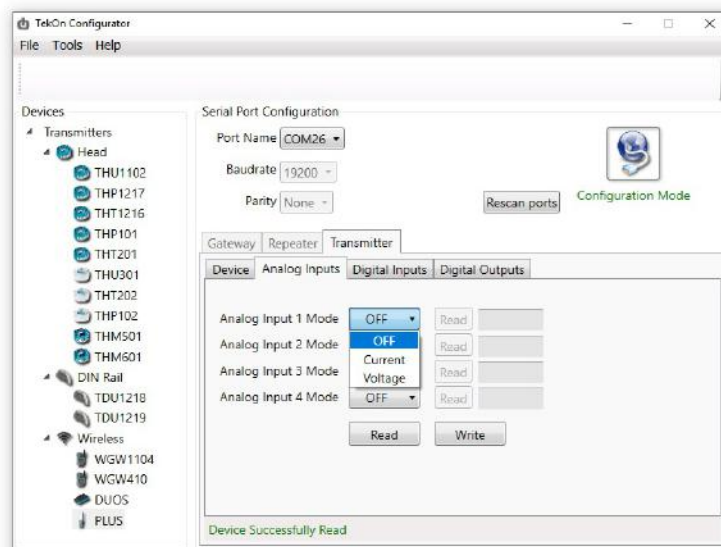 TekOn Configurator
File Tools Help
Devices
Transmitters
Head
THU1102
THP1217
THT1216
THP101
THT201
THU301
THT202
THP102
THM501
THM601
DIN Rail
TDU1218
TDU1219
Wireless
WGW1104
WGW410
DUOS
PLUS
Serial Port Configuration
Port Name COM26
Baudrate 19200
Parity None
Rescan ports
Configuration Mode
Gateway Repeater Transmitter
Device Analog Inputs Digital Inputs Digital Outputs
Analog Input 1 Mode OFF Read
Analog Input 2 Mode OFF Read
Analog Input 3 Mode Current Read
Voltage
Analog Input 4 Mode OFF Read
Read Write
Device Successfully Read